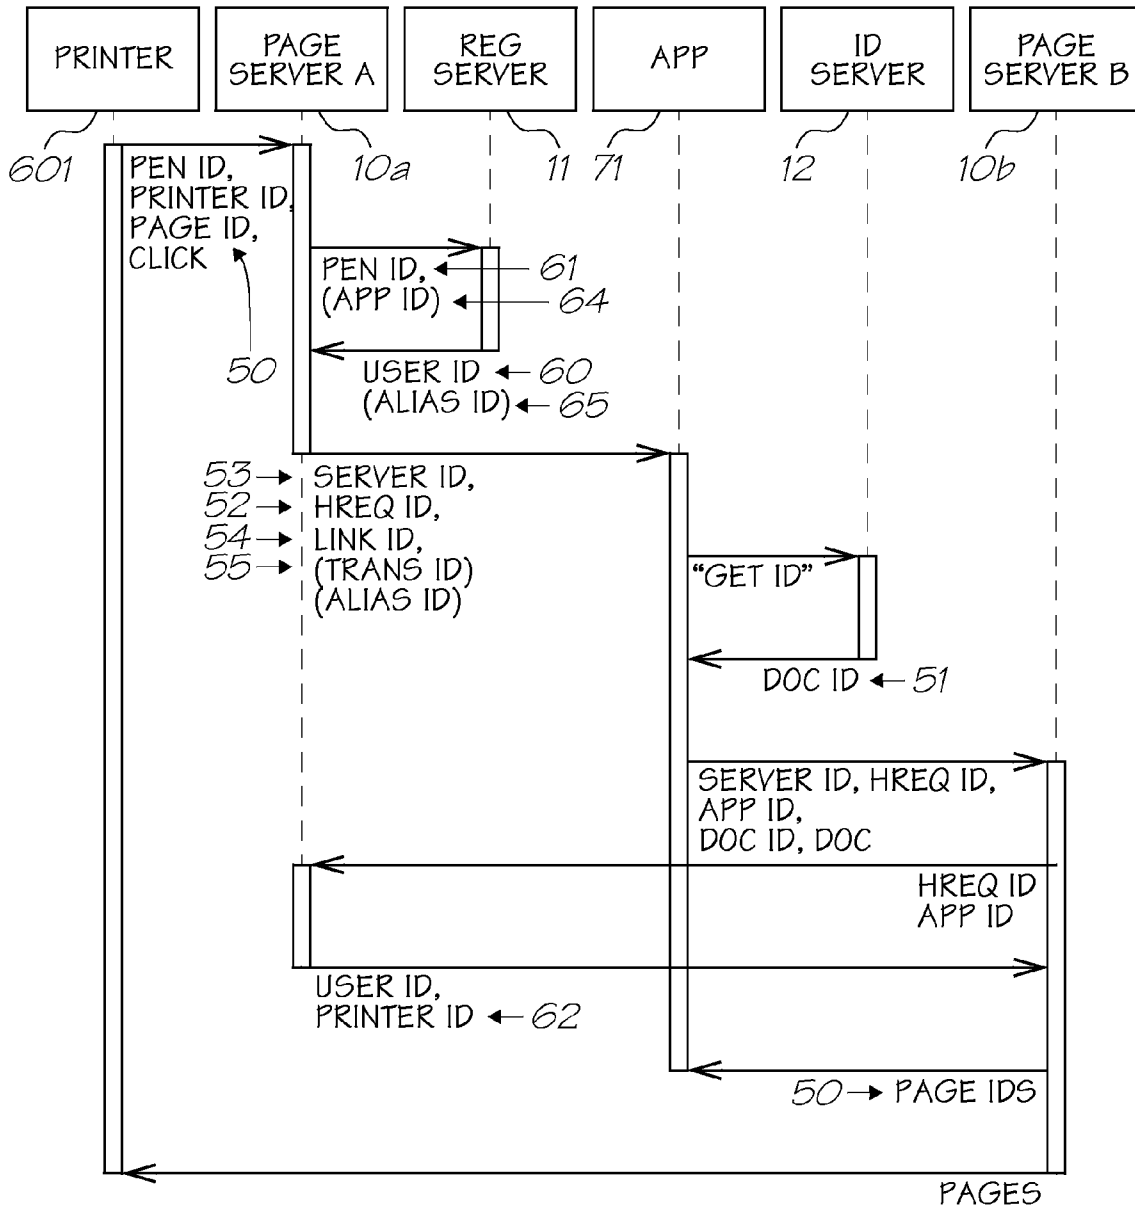 PRINTER
PAGE
SERVER A
REG
SERVER
APP
ID
SERVER
PAGE
SERVER B
601
10a
11
71
12
10b
PEN ID,
PRINTER ID,
PAGE ID,
CLICK
50
PEN ID,
61
(APP ID)
64
USER ID
60
(ALIAS ID)
65
53
SERVER ID,
52
HREQ ID,
54
LINK ID,
55
(TRANS ID)
(ALIAS ID)
"GET ID"
DOC ID
51
SERVER ID, HREQ ID,
APP ID,
DOC ID, DOC
HREQ ID
APP ID
USER ID,
PRINTER ID
62
50
PAGE IDS
PAGES